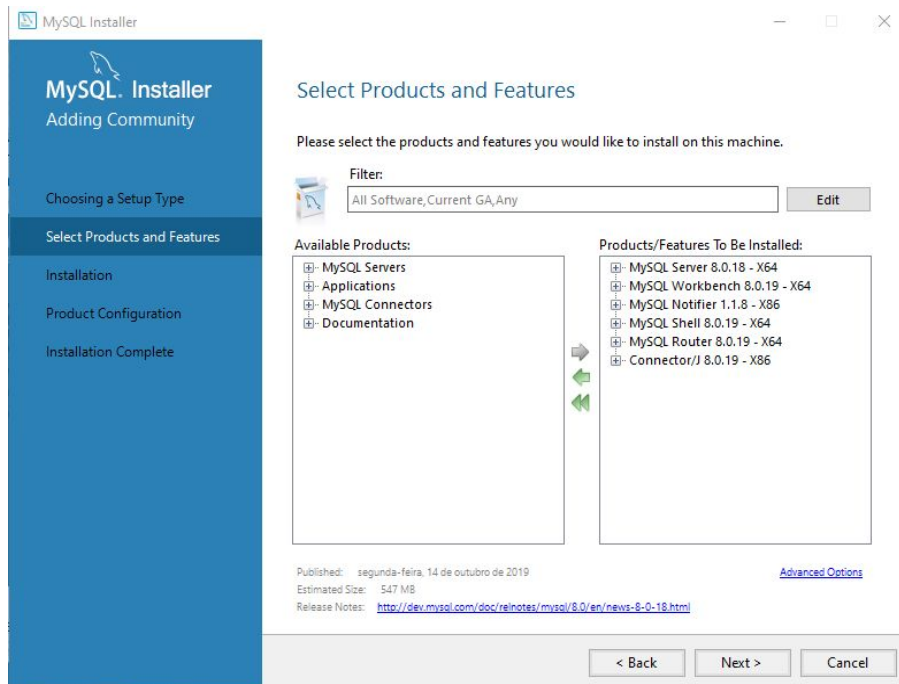 MySQL Installer
MySQL. Installer
Adding Community
Choosing a Setup Type
Select Products and Features
Installation
Product Configuration
Installation Complete
Select Products and Features
Please select the products and features you would like to install on this machine.
Filter:
All Software,Current GA,Any
Edit
Available Products:
MySQL Servers
Applications
MySQL Connectors
Documentation
Products/Features To Be Installed:
MySQL Server 8.0.18 - X64
MySQL Workbench 8.0.19 - X64
MySQL Notifier 1.1.8 - X86
MySQL Shell 8.0.19 - X64
MySQL Router 8.0.19 - X64
Connector/J 8.0.19 - X86
Published: segunda-feira, 14 de outubro de 2019
Advanced Options
Estimated Size: 547 MB
Release Notes: http://dev.mysql.com/doc/relnotes/mysql/8.0/en/news-8-0-18.html
< Back
Next >
Cancel